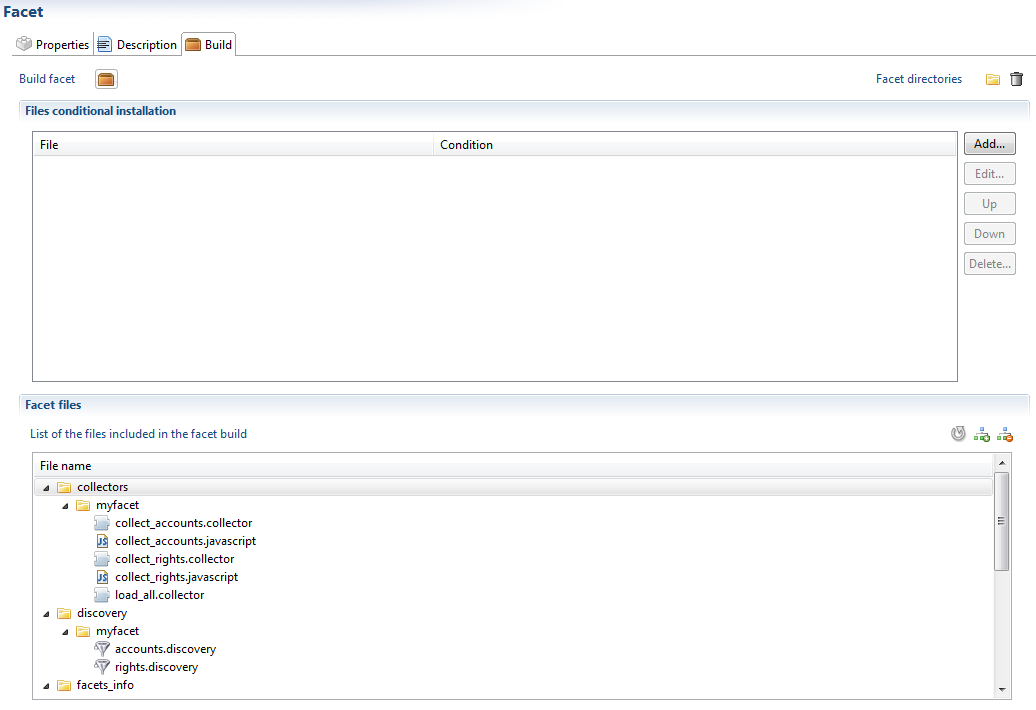 Facet
Properties Description Build
Build facet Facet directories
Files conditional installation
File Condition
Add...
Edit...
Up
Down
Delete...
Facet files
List of the files included in the facet build
File name
collectors
myfacet
collect_accounts.collector
JS collect_accounts.javascript
collect_rights.collector
JS collect_rights.javascript
load_all.collector
discovery
myfacet
accounts.discovery
rights.discovery
facets_info